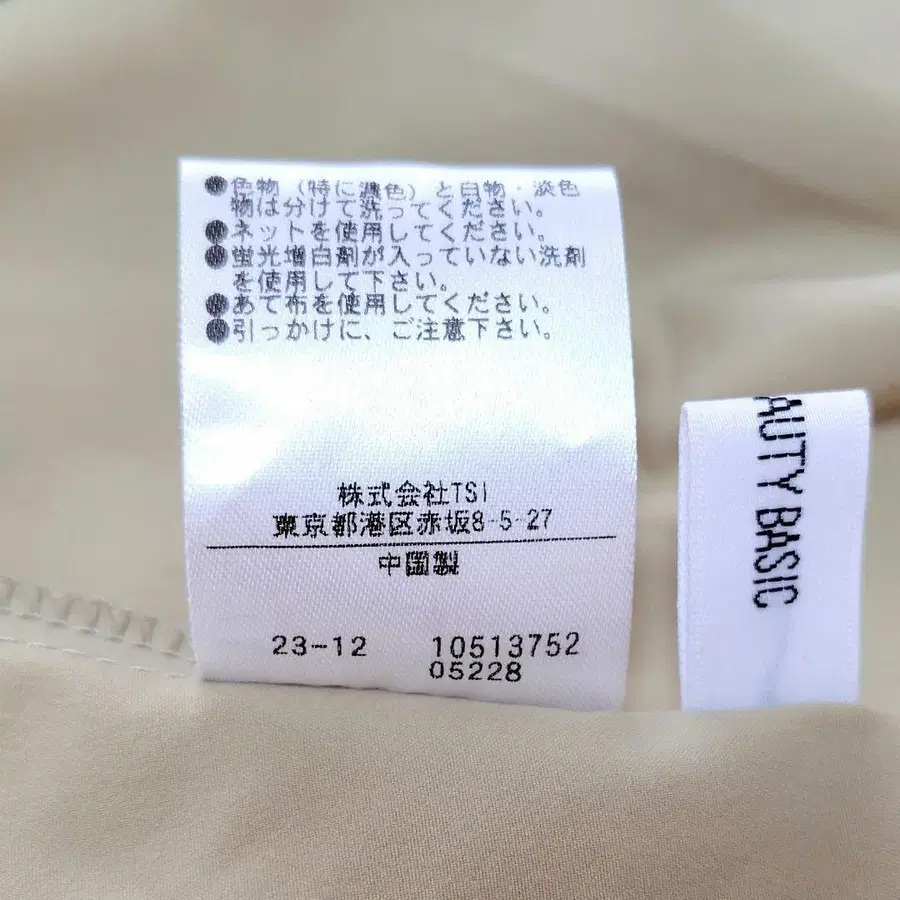 ●色物(特に濃色)と白物・淡色
物は分けて洗ってください。
●ネットを使用してください。
●蛍光増白剤が入っていない洗剤
を使用して下さい。
●あて布を使用してください。
●引っかけに、ご注意下さい。
株式会社TSI
東京都港区赤坂8-5-27
中国製
23-12 10513752
05228
AUTY BASIC